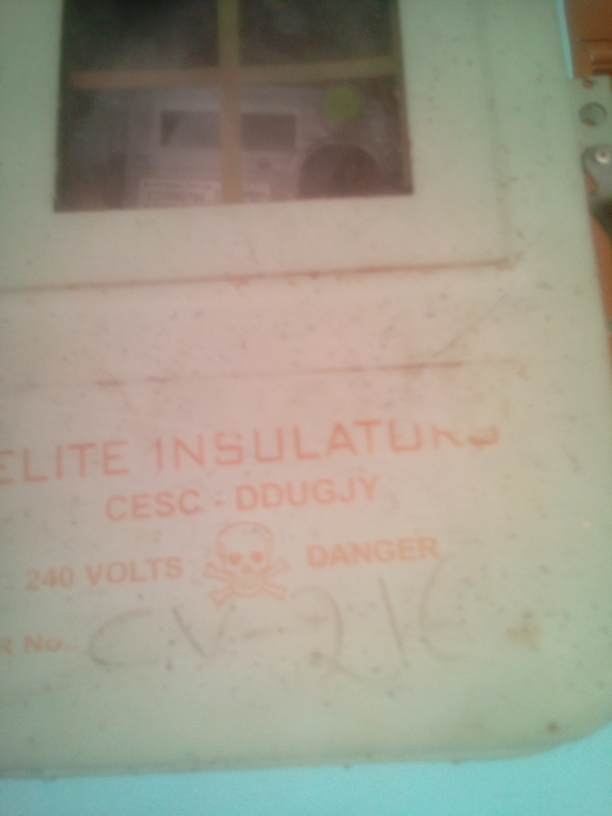 ELITE INSULATORS
CESC - DDUGJY
240 VOLTS DANGER
R No..
CV-216